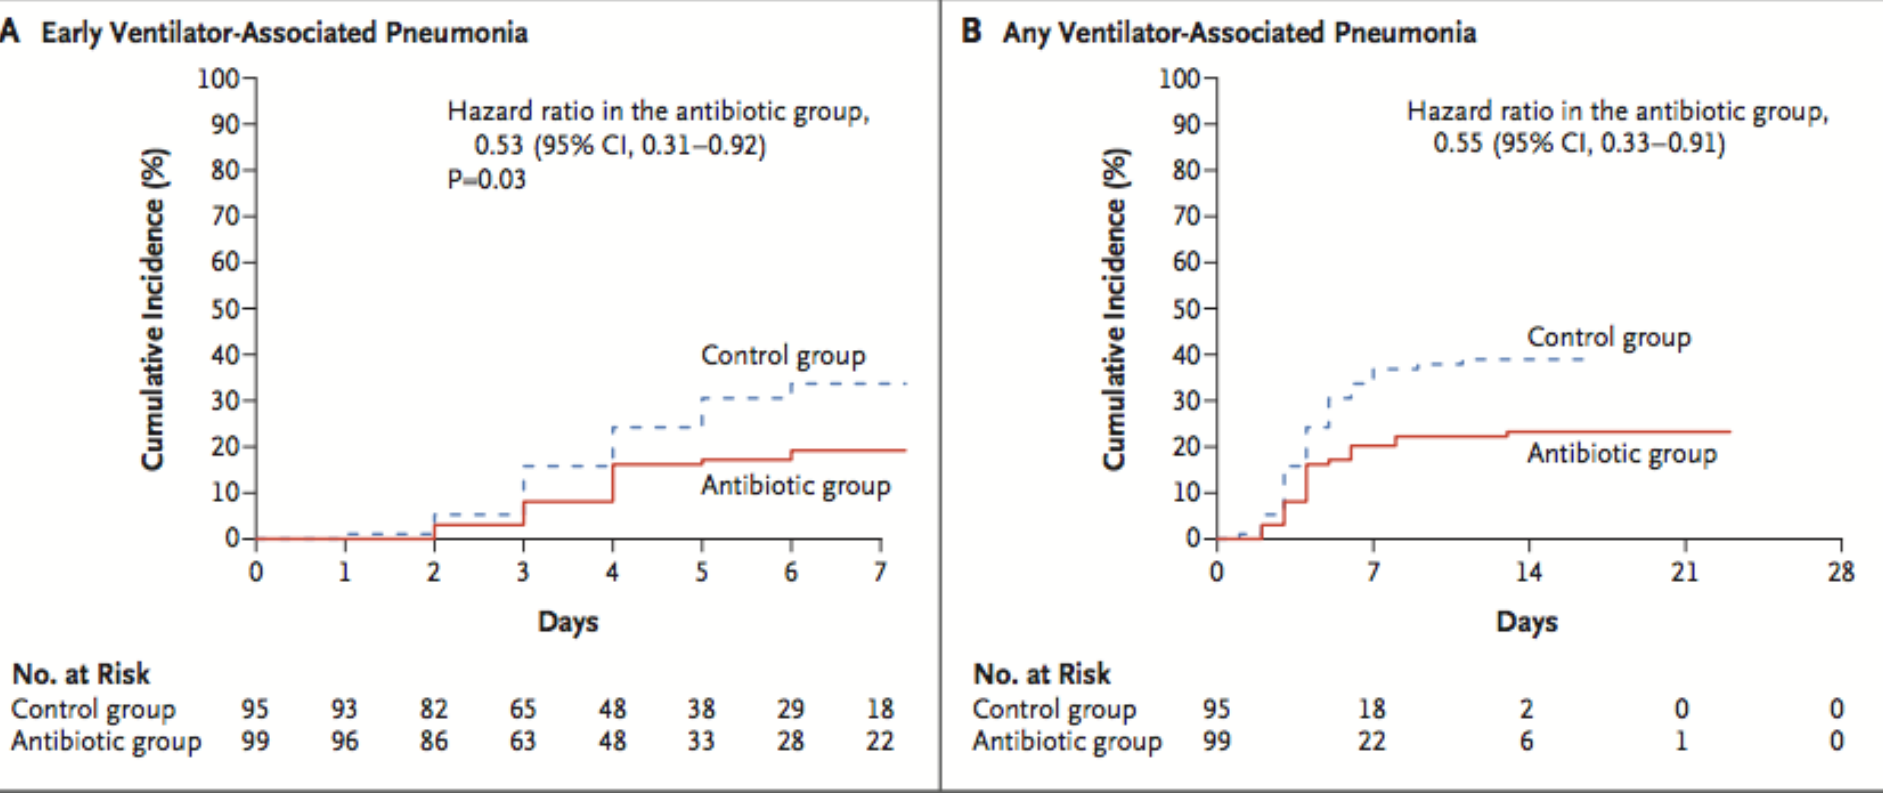 A Early Ventilator-Associated Pneumonia
100
90
80
70
60
50
40
30
20
10
0
Cumulative Incidence (%)
Hazard ratio in the antibiotic group,
0.53 (95% CI, 0.31–0.92)
P=0.03
Control group
Antibiotic group
0 1 2 3 4 5 6 7
Days
No. at Risk
Control group 95 93 82 65 48 38 29 18
Antibiotic group 99 96 86 63 48 33 28 22
B Any Ventilator-Associated Pneumonia
100
90
80
70
60
50
40
30
20
10
0
Cumulative Incidence (%)
Hazard ratio in the antibiotic group,
0.55 (95% CI, 0.33–0.91)
Control group
Antibiotic group
0 7 14 21 28
Days
No. at Risk
Control group 95 18 2 0 0
Antibiotic group 99 22 6 1 0